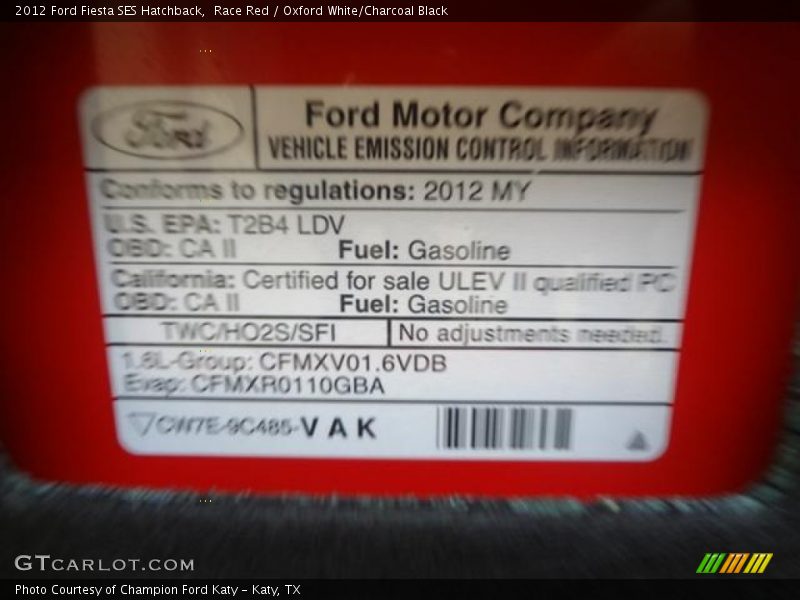 2012 Ford Fiesta SES Hatchback,  Race Red / Oxford White/Charcoal Black
Ford
Ford Motor Company
VEHICLE EMISSION CONTROL INFORMATION
Conforms to regulations: 2012 MY
U.S. EPA: T2B4 LDV
OBD: CA II Fuel: Gasoline
California: Certified for sale ULEV II qualified PC
OBD: CA II Fuel: Gasoline
TWC/HO2S/SFI No adjustments needed.
1.6L-Group: CFMXV01.6VDB
Evap: CFMXR0110GBA
CW7E-9C485-VAK
GTCARLOT.COM
Photo Courtesy of Champion Ford Katy - Katy, TX